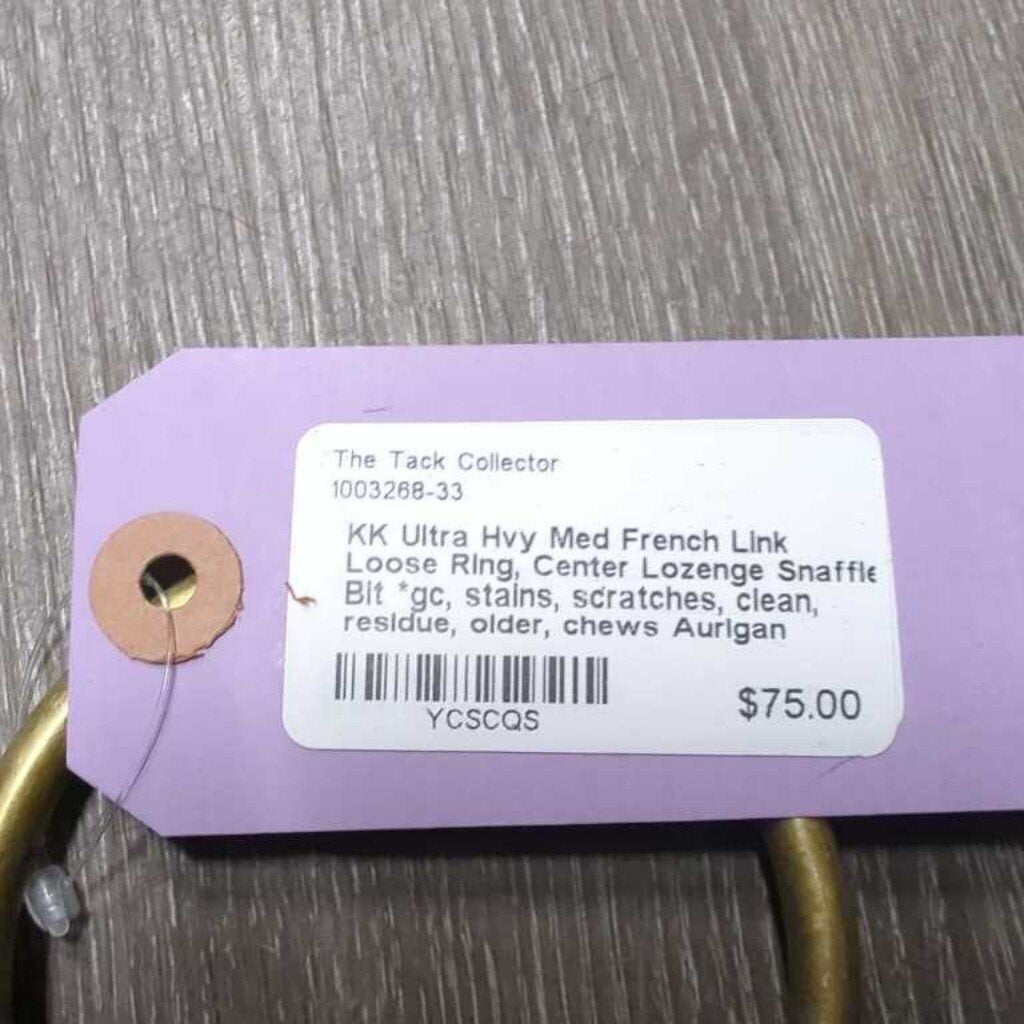 The Tack Collector
1003268-33
KK Ultra Hvy Med French Link
Loose Ring, Center Lozenge Snaffle
Bit *gc, stains, scratches, clean,
residue, older, chews Aurigan
YCSCQS
$75.00